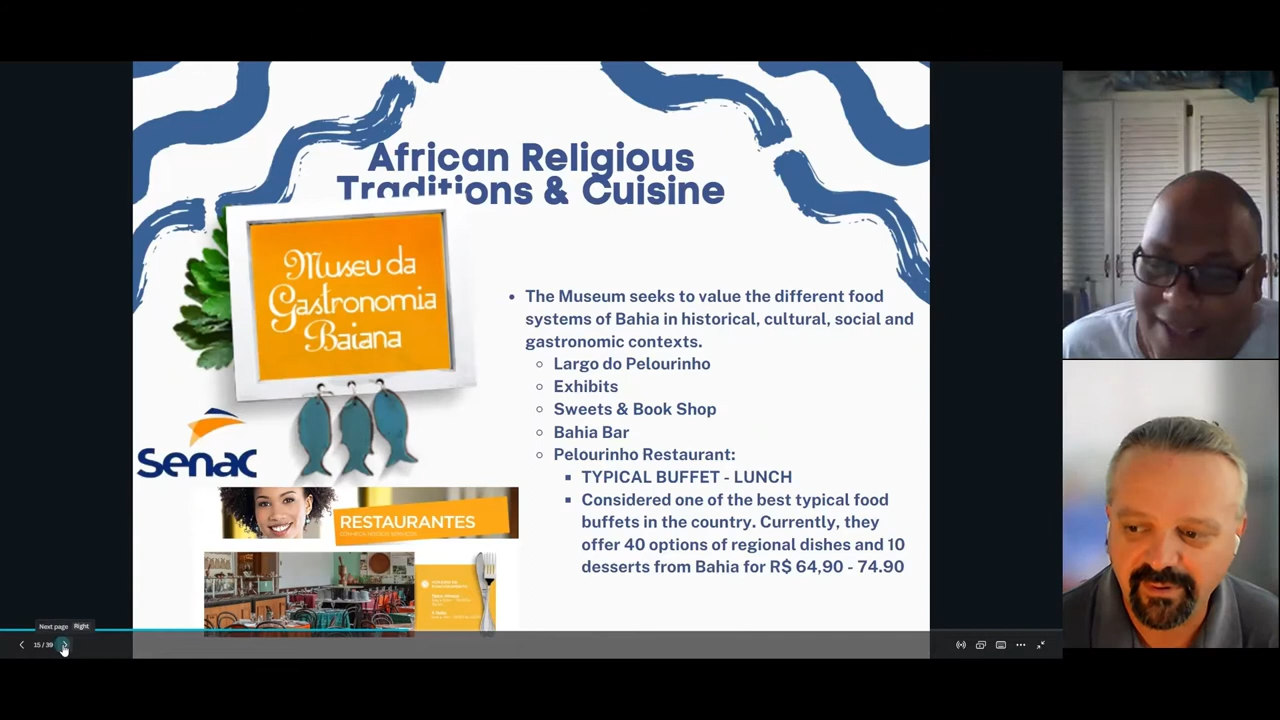 African Religious
Traditions & Cuisine
Museu da
Gastronomia
Baiana
Senac
RESTAURANTES
• The Museum seeks to value the different food
systems of Bahia in historical, cultural, social and
gastronomic contexts.
○ Largo do Pelourinho
○ Exhibits
○ Sweets & Book Shop
○ Bahia Bar
○ Pelourinho Restaurant:
▪ TYPICAL BUFFET - LUNCH
▪ Considered one of the best typical food
buffets in the country. Currently, they
offer 40 options of regional dishes and 10
desserts from Bahia for R$ 64,90 - 74.90
Next page Right
15 / 39